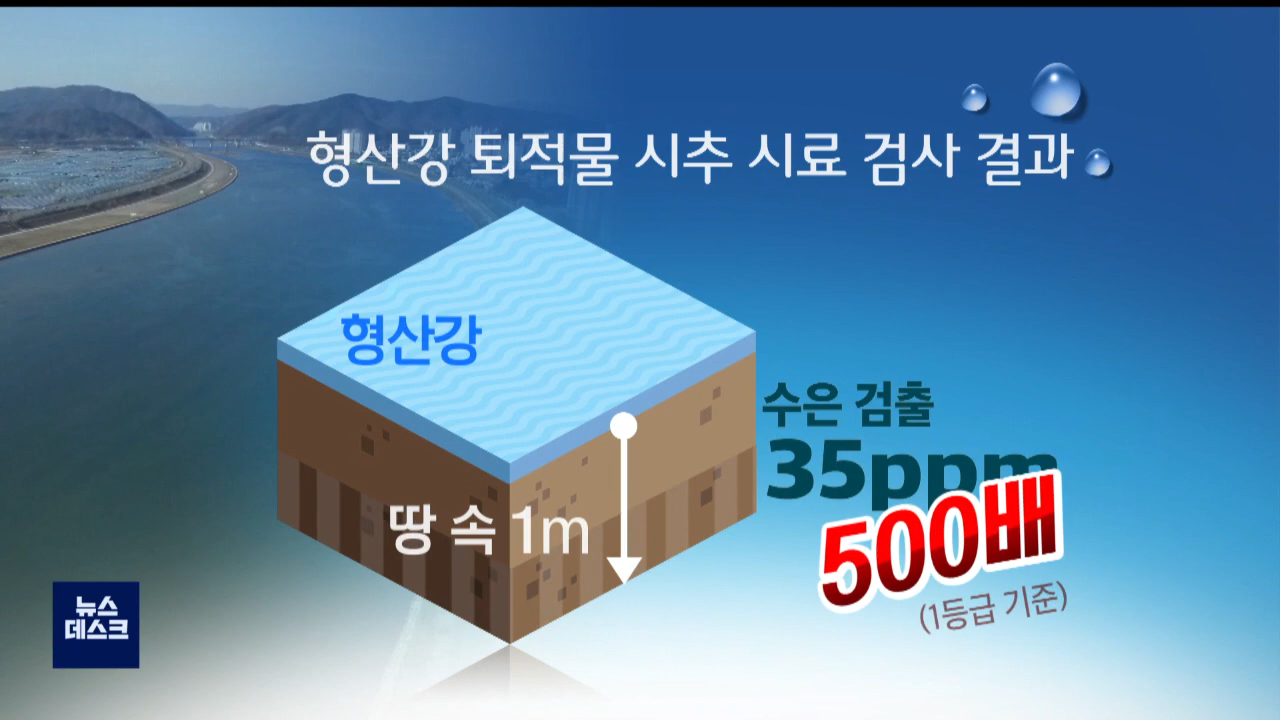 형산강 퇴적물 시추 시료 검사 결과
형산강
수은 검출
35ppm
500배
(1등급 기준)
땅 속 1m
뉴스
데스크